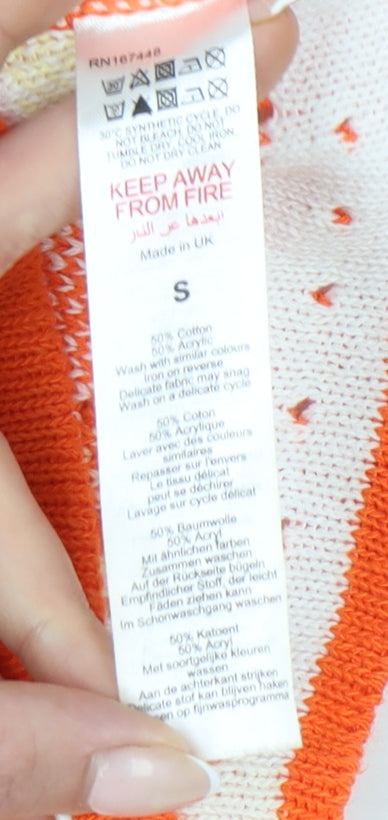 RN167448
30°C SYNTHETIC CYCLE, DO
NOT BLEACH, DO NOT
TUMBLE DRY, COOL IRON,
DO NOT DRY CLEAN
KEEP AWAY
FROM FIRE
ابعدها عن النار
Made in UK
S
50% Cotton
50% Acrylic
Wash with similar colours
Iron on reverse
Delicate fabric may snag
Wash on a delicate cycle
50% Coton
50% Acrylique
Laver avec des couleurs
similaires
Repasser sur l'envers
Le tissu délicat
peut se déchirer
Lavage sur cycle délicat
50% Baumwolle
50% Acryl
Mit ähnlichen farben
Zusammen waschen
Auf der Rückseite bügeln
Empfindlicher Stoff, der leicht
Fäden ziehen kann
Im Schonwaschgang waschen
50% Katoent
50% Acryl
Met soortgelijke kleuren
wassen
Aan de achterkant strijken
Delicate stof kan blijven haken
op fijnwasprogramma